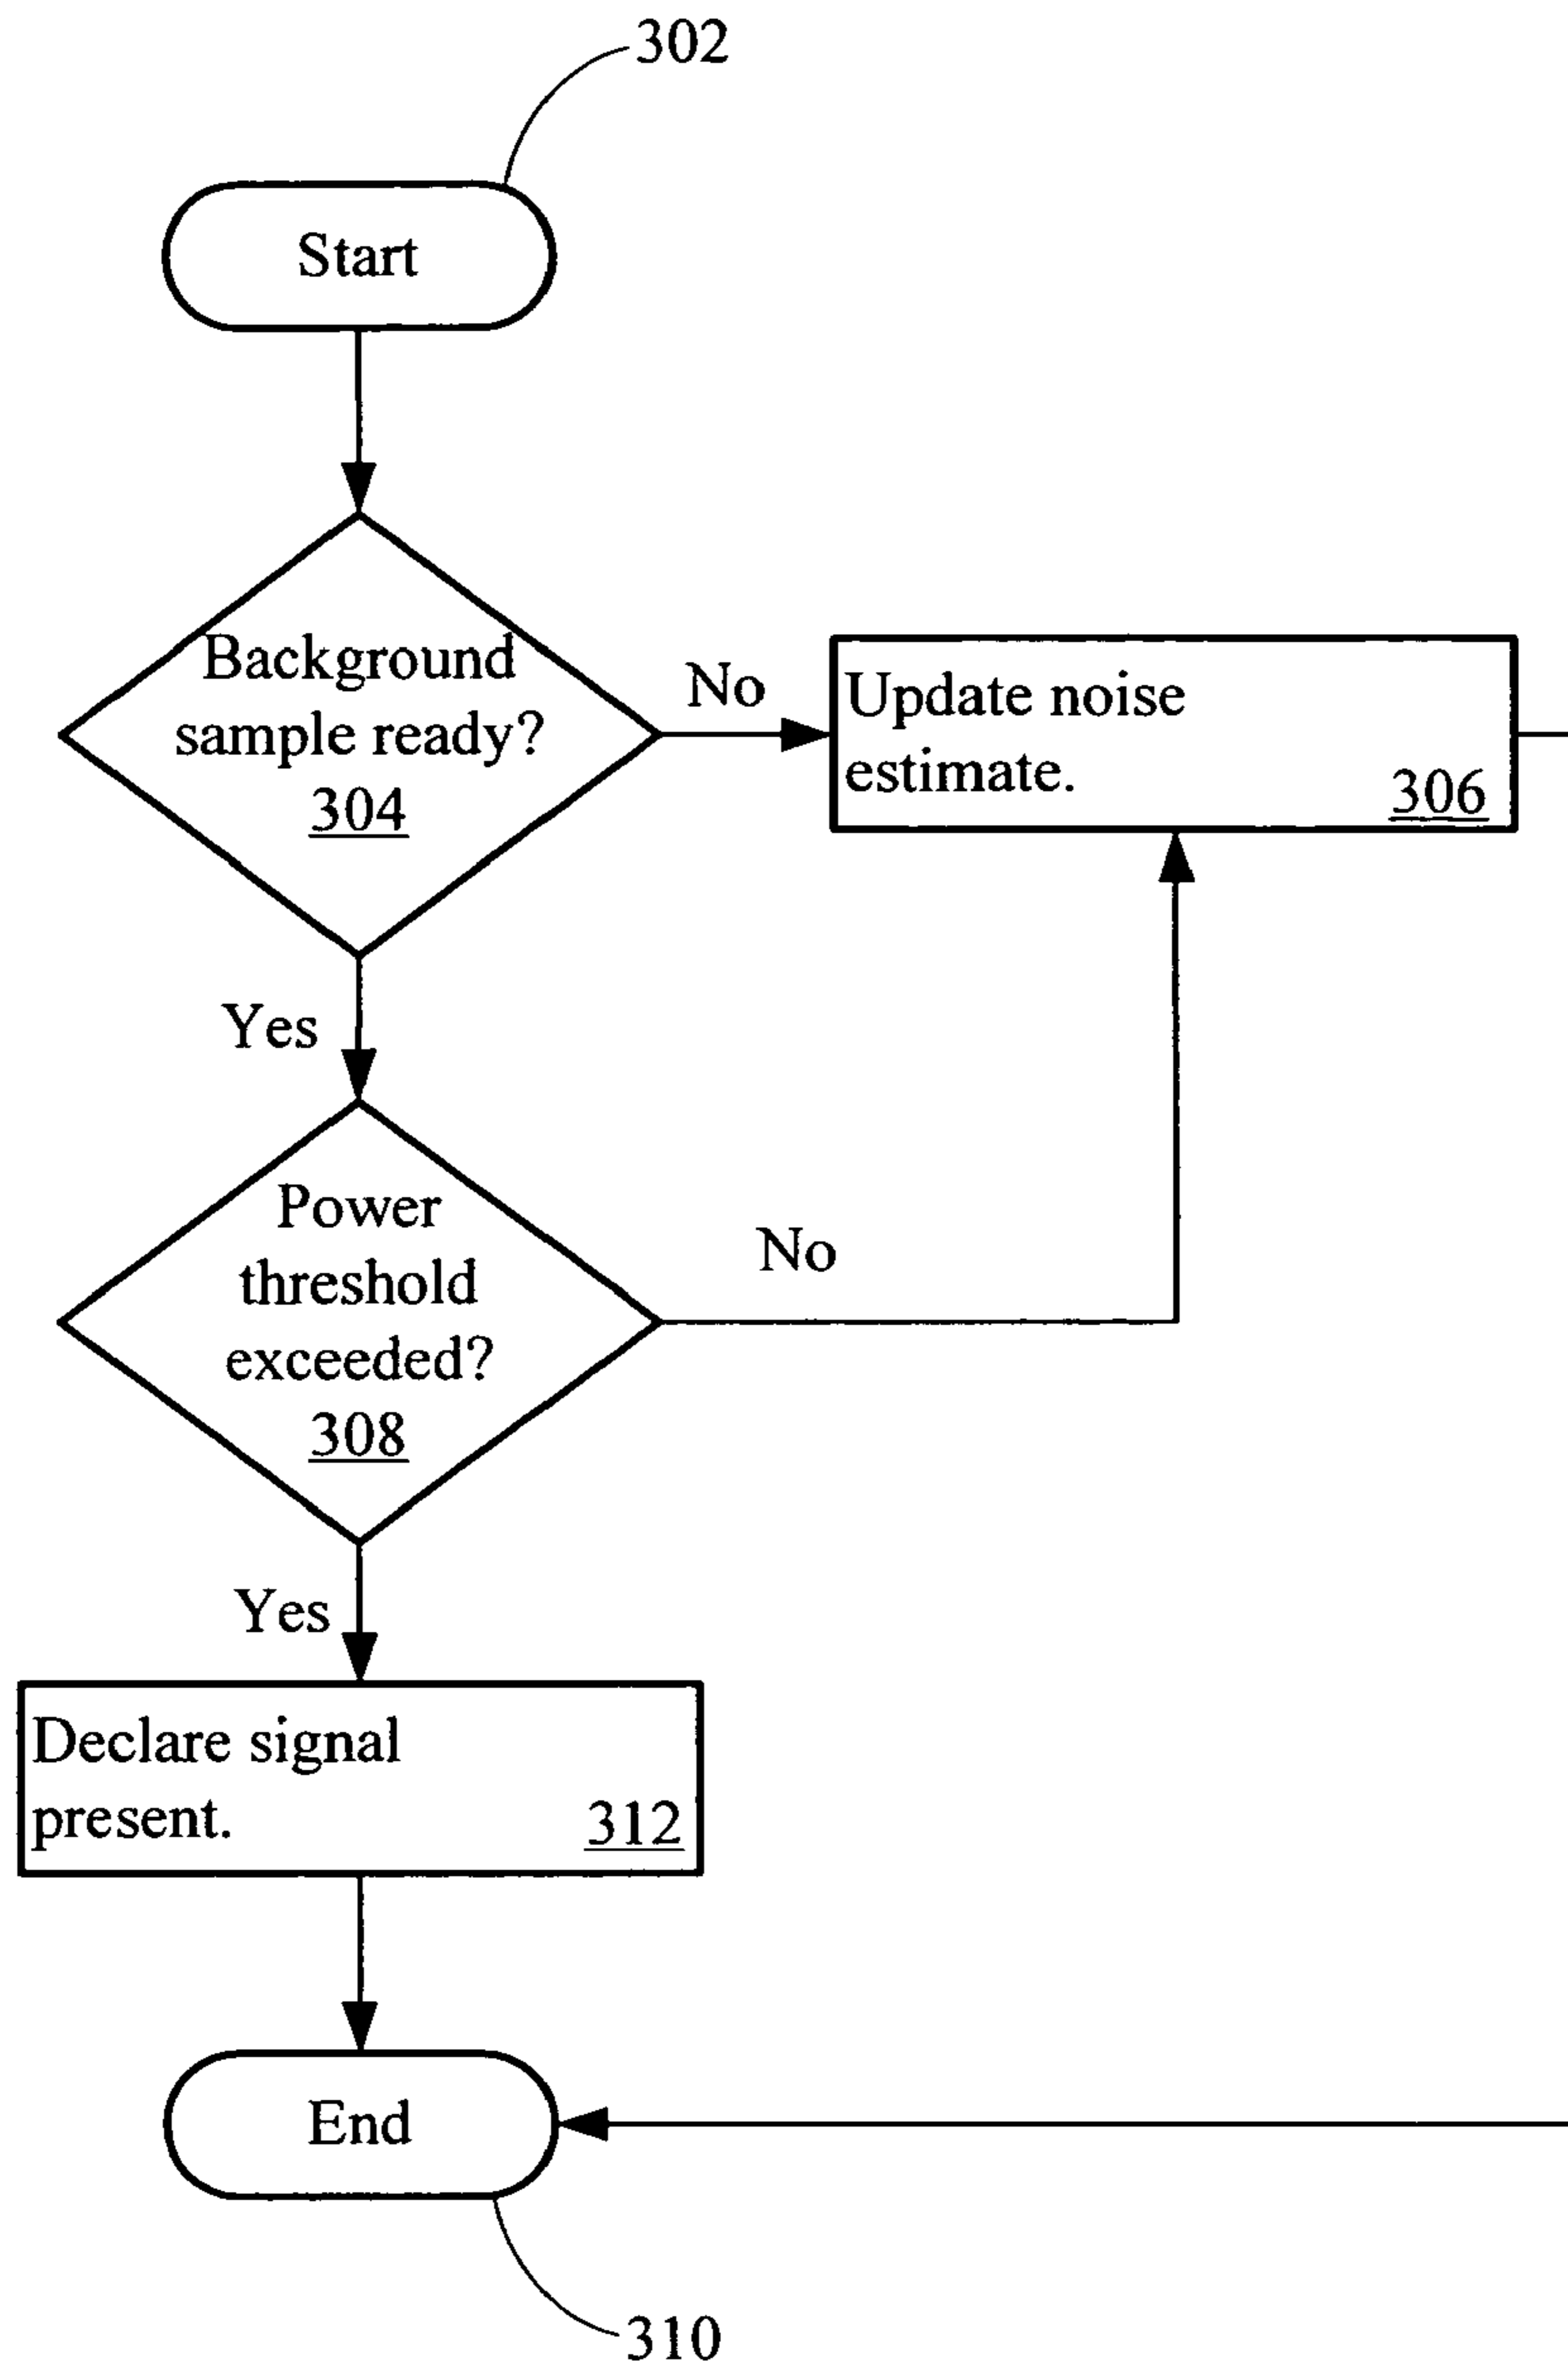 302
Start
Background
sample ready?
304
No
Update noise
estimate.
306
Yes
Power
threshold
exceeded?
308
No
Yes
Declare signal
present.
312
End
310